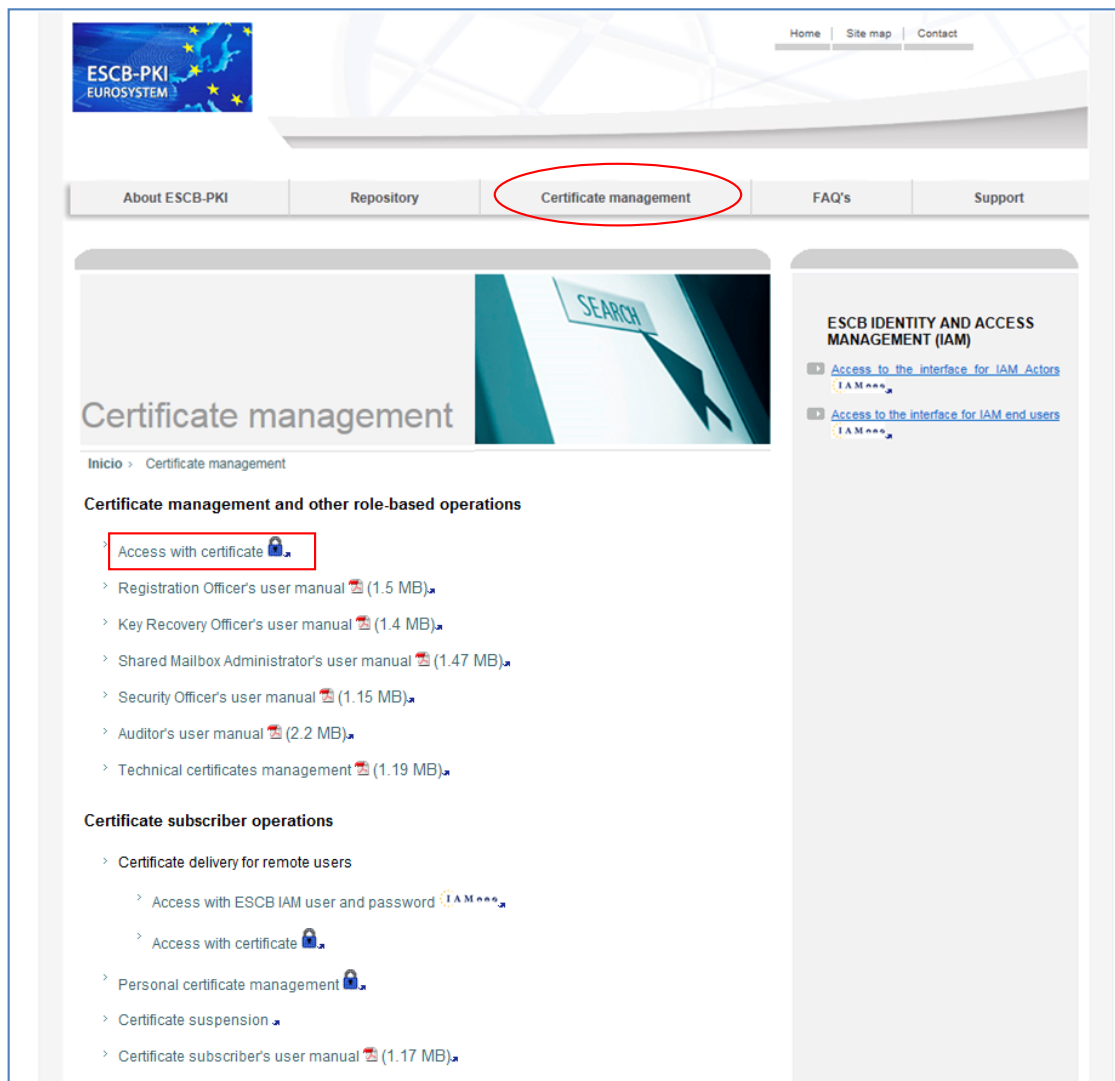 Home | Site map | Contact
ESCB-PKI
EUROSYSTEM
About ESCB-PKI
Repository
Certificate management
FAQ's
Support
SEARCH
Certificate management
Inicio › Certificate management
Certificate management and other role-based operations
Access with certificate
Registration Officer's user manual (1.5 MB)
Key Recovery Officer's user manual (1.4 MB)
Shared Mailbox Administrator's user manual (1.47 MB)
Security Officer's user manual (1.15 MB)
Auditor's user manual (2.2 MB)
Technical certificates management (1.19 MB)
Certificate subscriber operations
Certificate delivery for remote users
Access with ESCB IAM user and password IAM
Access with certificate
Personal certificate management
Certificate suspension
Certificate subscriber's user manual (1.17 MB)
ESCB IDENTITY AND ACCESS
MANAGEMENT (IAM)
Access to the interface for IAM Actors
IAM
Access to the interface for IAM end users
IAM